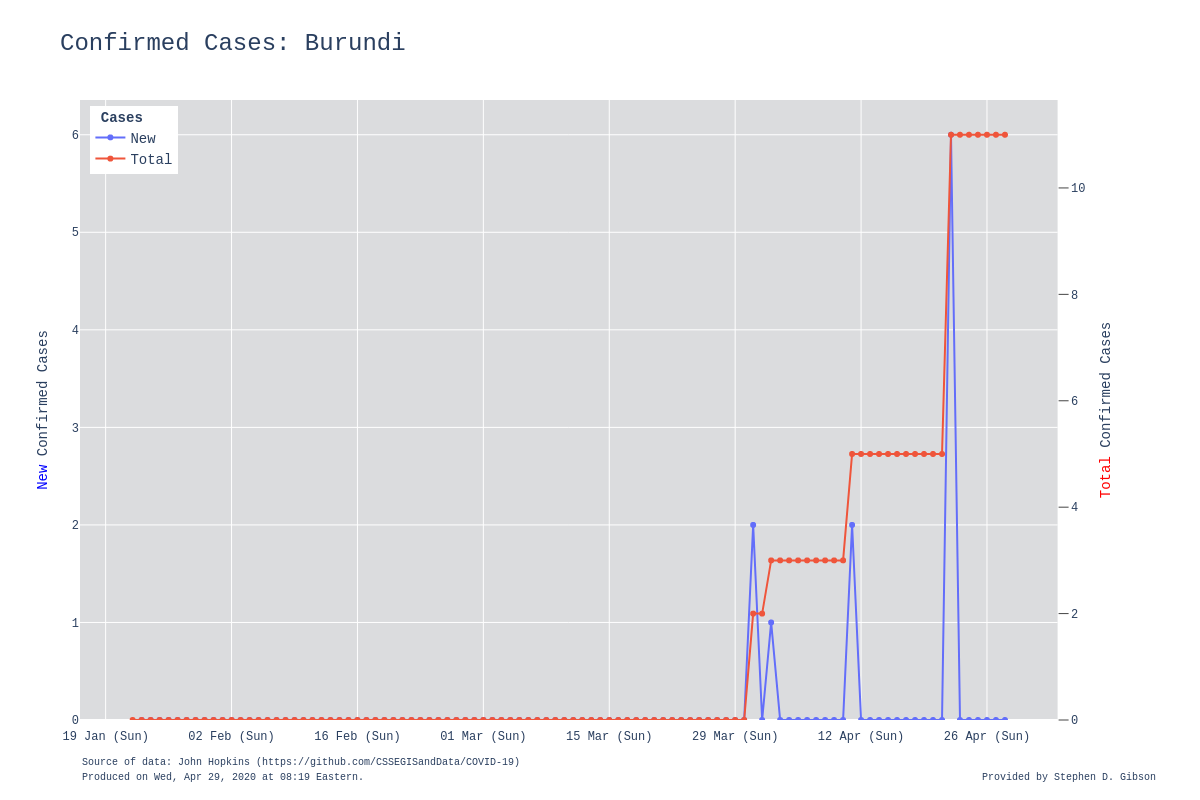 Confirmed Cases: Burundi
Cases
New
Total
6
5
4
3
2
1
0
New Confirmed Cases
10
8
6
4
2
0
Total Confirmed Cases
19 Jan (Sun) 02 Feb (Sun) 16 Feb (Sun) 01 Mar (Sun) 15 Mar (Sun) 29 Mar (Sun) 12 Apr (Sun) 26 Apr (Sun)
Source of data: John Hopkins (https://github.com/CSSEGISandData/COVID-19)
Produced on Wed, Apr 29, 2020 at 08:19 Eastern.
Provided by Stephen D. Gibson